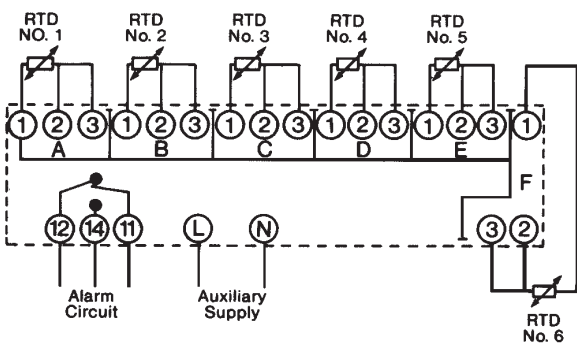 RTD
NO. 1
RTD
No. 2
RTD
No. 3
RTD
No. 4
RTD
No. 5
1 2 3 1 2 3 1 2 3 1 2 3 1 2 3 1
A B C D E
F
12 14 11 L N 3 2
Alarm
Circuit
Auxiliary
Supply
RTD
No. 6